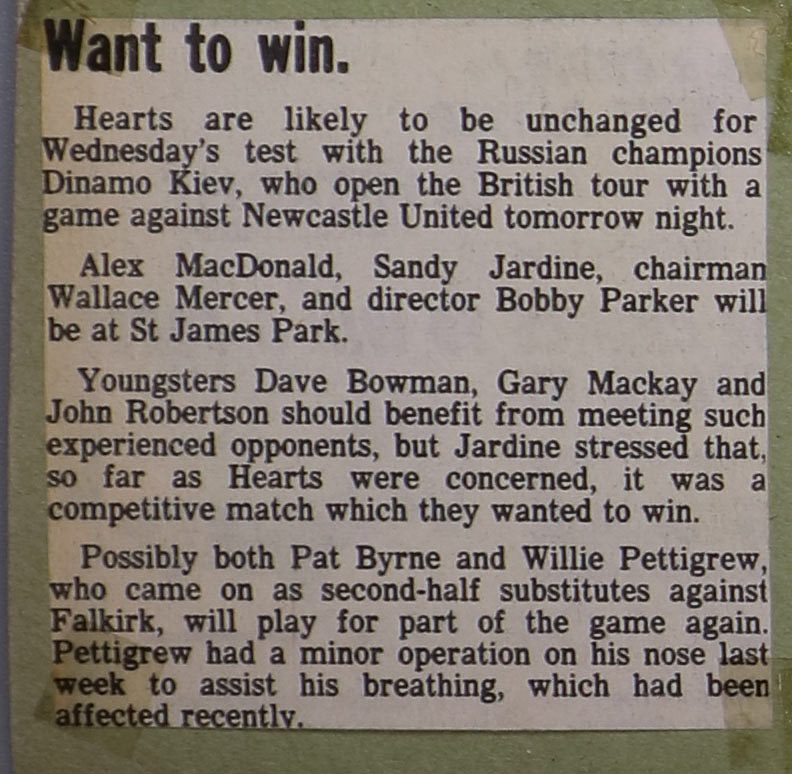 Want to win.
Hearts are likely to be unchanged for
Wednesday's test with the Russian champions
Dinamo Kiev, who open the British tour with a
game against Newcastle United tomorrow night.
Alex MacDonald, Sandy Jardine, chairman
Wallace Mercer, and director Bobby Parker will
be at St James Park.
Youngsters Dave Bowman, Gary Mackay and
John Robertson should benefit from meeting such
experienced opponents, but Jardine stressed that,
so far as Hearts were concerned, it was a
competitive match which they wanted to win.
Possibly both Pat Byrne and Willie Pettigrew,
who came on as second-half substitutes against
Falkirk, will play for part of the game again.
Pettigrew had a minor operation on his nose last
week to assist his breathing, which had been
affected recently.